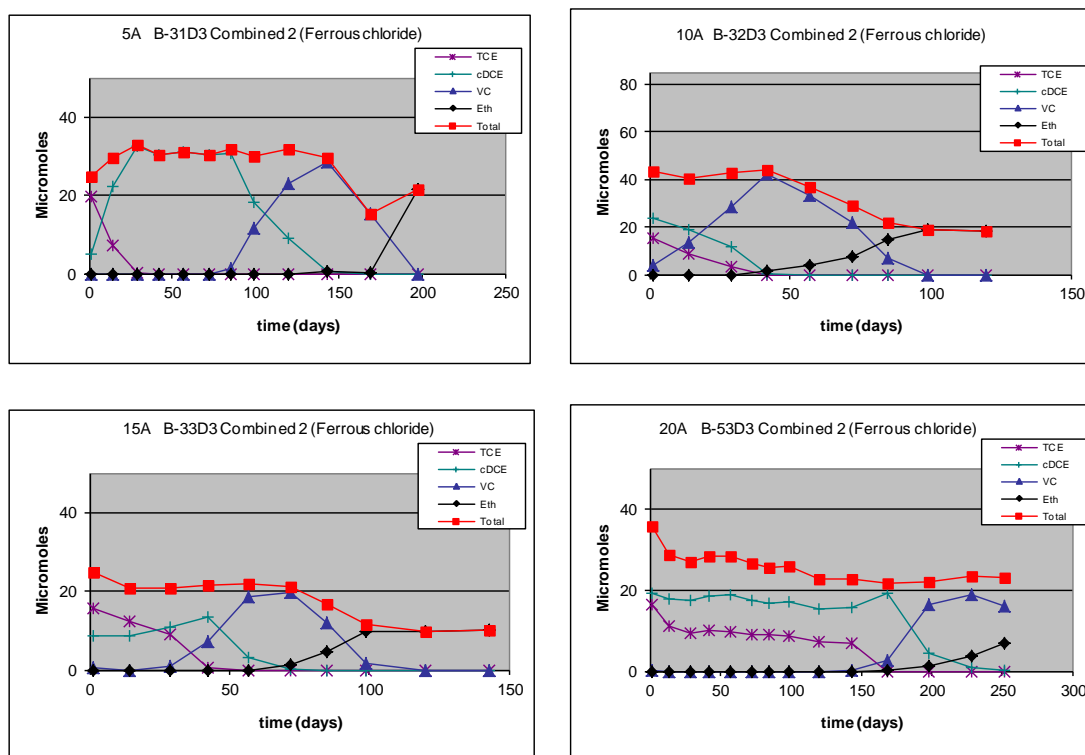 5A B-31D3 Combined 2 (Ferrous chloride)
TCE
cDCE
VC
Eth
Total
40
20
0
Micromoles
0 50 100 150 200 250
time (days)
10A B-32D3 Combined 2 (Ferrous chloride)
TCE
cDCE
VC
Eth
Total
80
60
40
20
0
Micromoles
0 50 100 150
time (days)
15A B-33D3 Combined 2 (Ferrous chloride)
TCE
cDCE
VC
Eth
Total
40
20
0
Micromoles
0 50 100 150
time (days)
20A B-53D3 Combined 2 (Ferrous chloride)
TCE
cDCE
VC
Eth
Total
40
20
0
Micromoles
0 50 100 150 200 250 300
time (days)